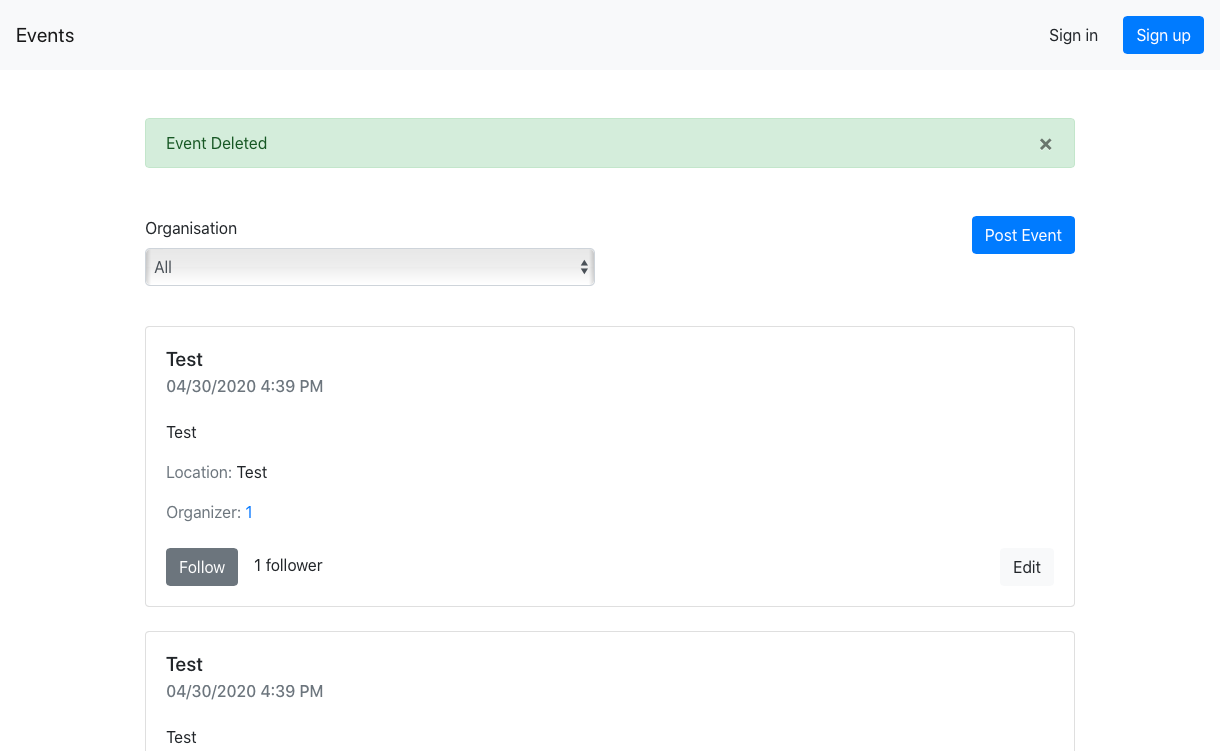 Events
Sign in
Sign up
Event Deleted
×
Organisation
Post Event
All
Test
04/30/2020 4:39 PM
Test
Location: Test
Organizer: 1
Follow
1 follower
Edit
Test
04/30/2020 4:39 PM
Test